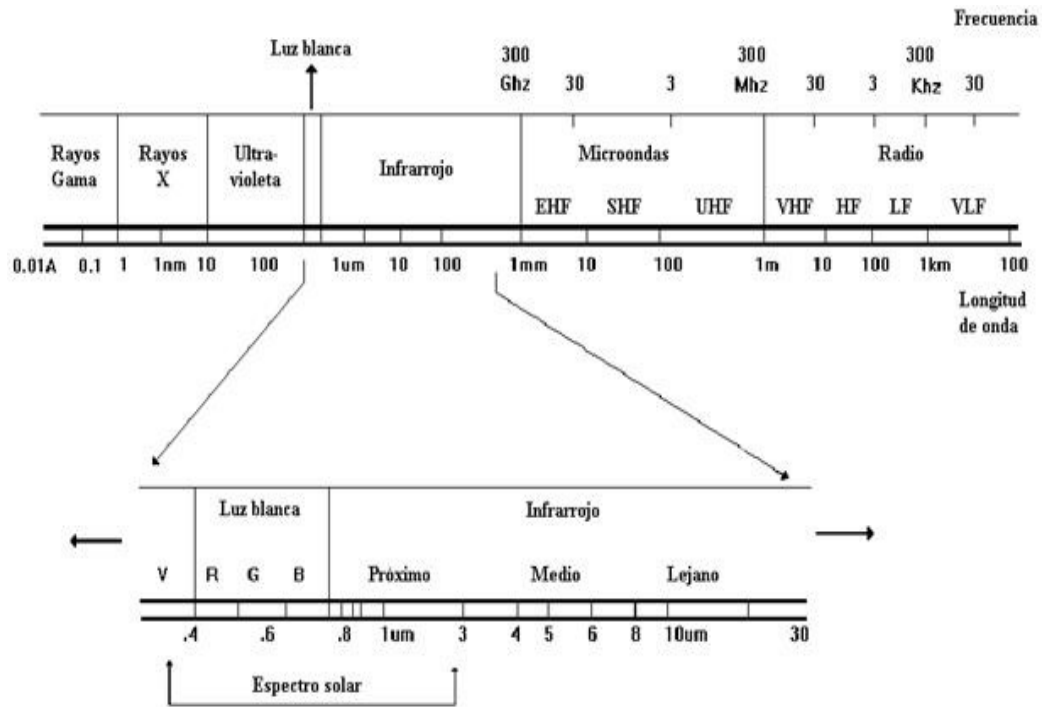 Frecuencia
Luz blanca
300 300 300
Ghz 30 3 Mhz 30 3 Khz 30
Rayos Gama
Rayos X
Ultra-violeta
Infrarrojo
Microondas
Radio
EHF SHF UHF VHF HF LF VLF
0.01A 0.1 1 1nm 10 100 1um 10 100 1mm 10 100 1m 10 100 1km 100
Longitud
de onda
Luz blanca
Infrarrojo
V R G B Próximo Medio Lejano
.4 .6 .8 1um 3 4 5 6 8 10um 30
Espectro solar